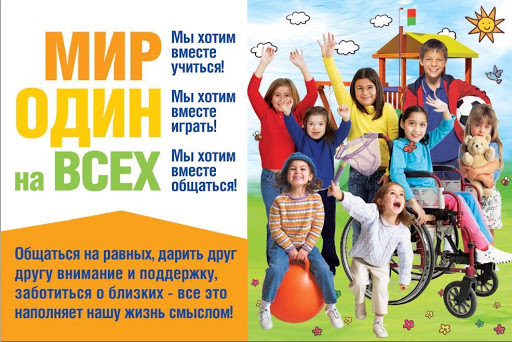 МИР
ОДИН
на ВСЕХ
Мы хотим
вместе
учиться!
Мы хотим
вместе
играть!
Мы хотим
вместе
общаться!
Общаться на равных, дарить друг
другу внимание и поддержку,
заботиться о близких - все это
наполняет нашу жизнь смыслом!